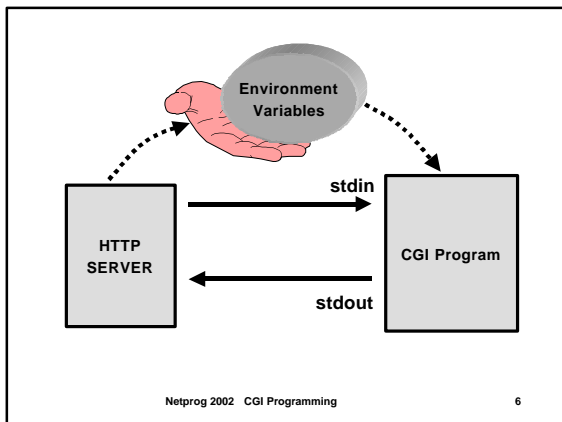 Environment
Variables
stdin
HTTP
SERVER
CGI Program
stdout
Netprog 2002 CGI Programming 6